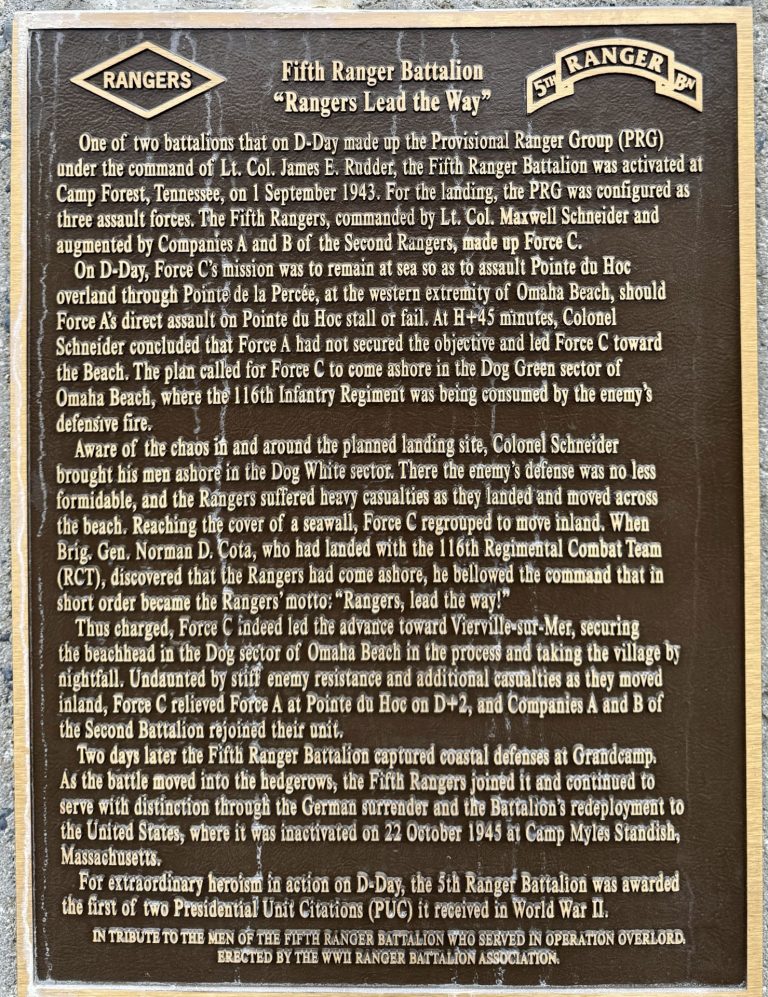 RANGERS
Fifth Ranger Battalion
"Rangers Lead the Way"
5TH RANGER BN
One of two battalions that on D-Day made up the Provisional Ranger Group (PRG)
under the command of Lt. Col. James E. Rudder, the Fifth Ranger Battalion was activated at
Camp Forest, Tennessee, on 1 September 1943. For the landing, the PRG was configured as
three assault forces. The Fifth Rangers, commanded by Lt. Col. Maxwell Schneider and
augmented by Companies A and B of the Second Rangers, made up Force C.
On D-Day, Force C's mission was to remain at sea so as to assault Pointe du Hoc
overland through Pointe de la Percée, at the western extremity of Omaha Beach, should
Force A's direct assault on Pointe du Hoc stall or fail. At H+45 minutes, Colonel
Schneider concluded that Force A had not secured the objective and led Force C toward
the Beach. The plan called for Force C to come ashore in the Dog Green sector of
Omaha Beach, where the 116th Infantry Regiment was being consumed by the enemy's
defensive fire.
Aware of the chaos in and around the planned landing site, Colonel Schneider
brought his men ashore in the Dog White sector. There the enemy's defense was no less
formidable, and the Rangers suffered heavy casualties as they landed and moved across
the beach. Reaching the cover of a seawall, Force C regrouped to move inland. When
Brig. Gen. Norman D. Cota, who had landed with the 116th Regimental Combat Team
(RCT), discovered that the Rangers had come ashore, he bellowed the command that in
short order became the Rangers' motto: "Rangers, lead the way!"
Thus charged, Force C indeed led the advance toward Vierville-sur-Mer, securing
the beachhead in the Dog sector of Omaha Beach in the process and taking the village by
nightfall. Undaunted by stiff enemy resistance and additional casualties as they moved
inland, Force C relieved Force A at Pointe du Hoc on D+2, and Companies A and B of
the Second Battalion rejoined their unit.
Two days later the Fifth Ranger Battalion captured coastal defenses at Grandcamp.
As the battle moved into the hedgerows, the Fifth Rangers joined it and continued to
serve with distinction through the German surrender and the Battalion's redeployment to
the United States, where it was inactivated on 22 October 1945 at Camp Myles Standish,
Massachusetts.
For extraordinary heroism in action on D-Day, the 5th Ranger Battalion was awarded
the first of two Presidential Unit Citations (PUC) it received in World War II.
IN TRIBUTE TO THE MEN OF THE FIFTH RANGER BATTALION WHO SERVED IN OPERATION OVERLORD.
ERECTED BY THE WWII RANGER BATTALION ASSOCIATION.